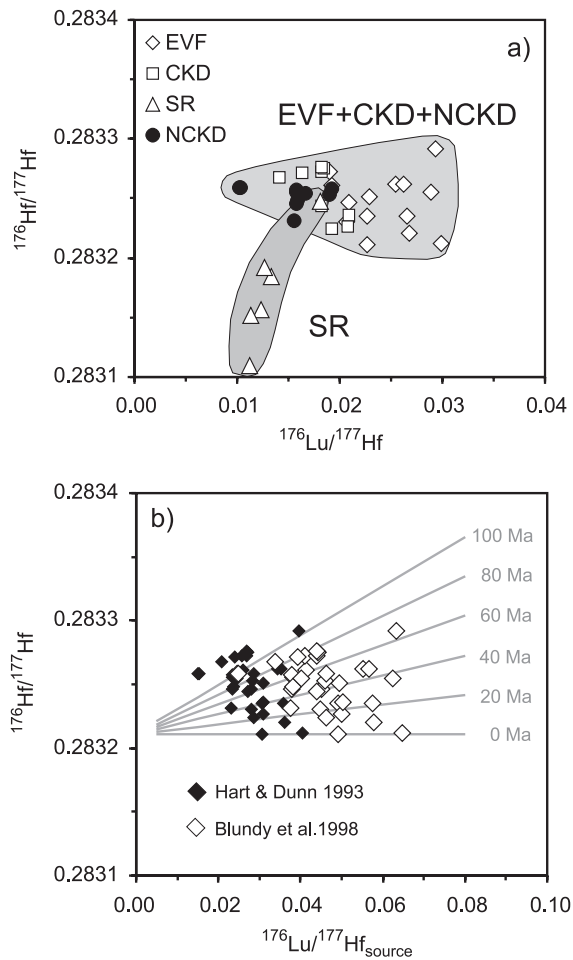 0.2834
EVF
CKD
SR
NCKD
a)
EVF+CKD+NCKD
0.2833
¹⁷⁶Hf/¹⁷⁷Hf
0.2832
SR
0.2831
0.00 0.01 0.02 0.03 0.04
¹⁷⁶Lu/¹⁷⁷Hf
0.2834
b)
100 Ma
80 Ma
0.2833
60 Ma
¹⁷⁶Hf/¹⁷⁷Hf
40 Ma
20 Ma
0.2832
0 Ma
Hart & Dunn 1993
Blundy et al.1998
0.2831
0.00 0.02 0.04 0.06 0.08 0.10
¹⁷⁶Lu/¹⁷⁷Hf_source